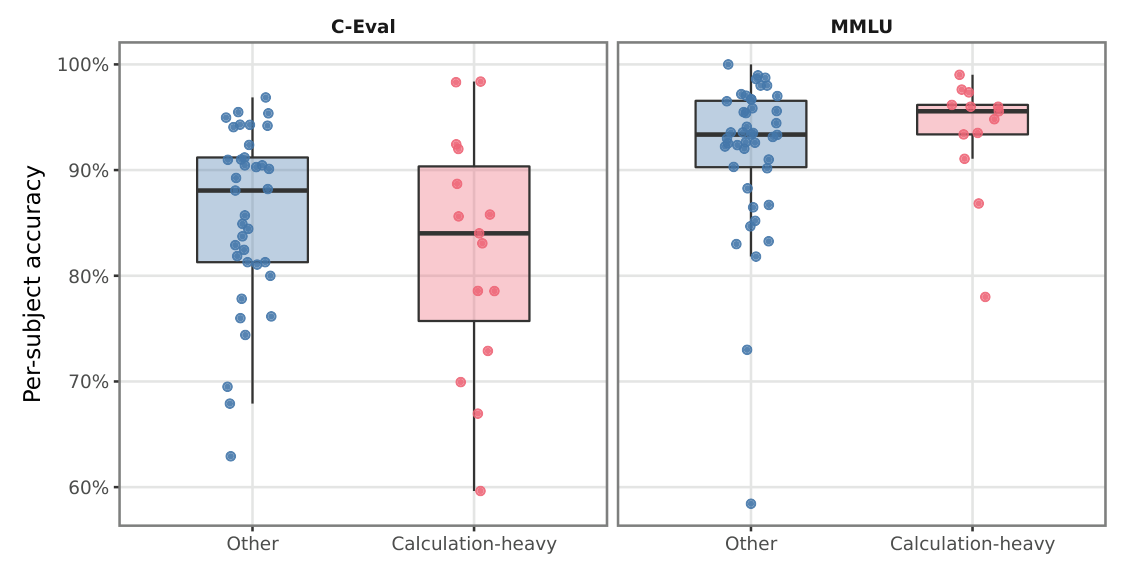 C-Eval
MMLU
Per-subject accuracy
100%
90%
80%
70%
60%
Other
Calculation-heavy
Other
Calculation-heavy